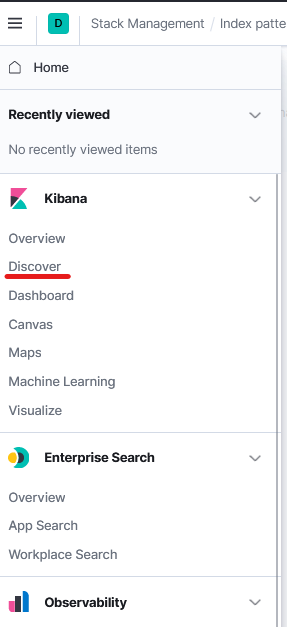 D Stack Management / Index patte
Home
Recently viewed
No recently viewed items
Kibana
Overview
Discover
Dashboard
Canvas
Maps
Machine Learning
Visualize
Enterprise Search
Overview
App Search
Workplace Search
Observability